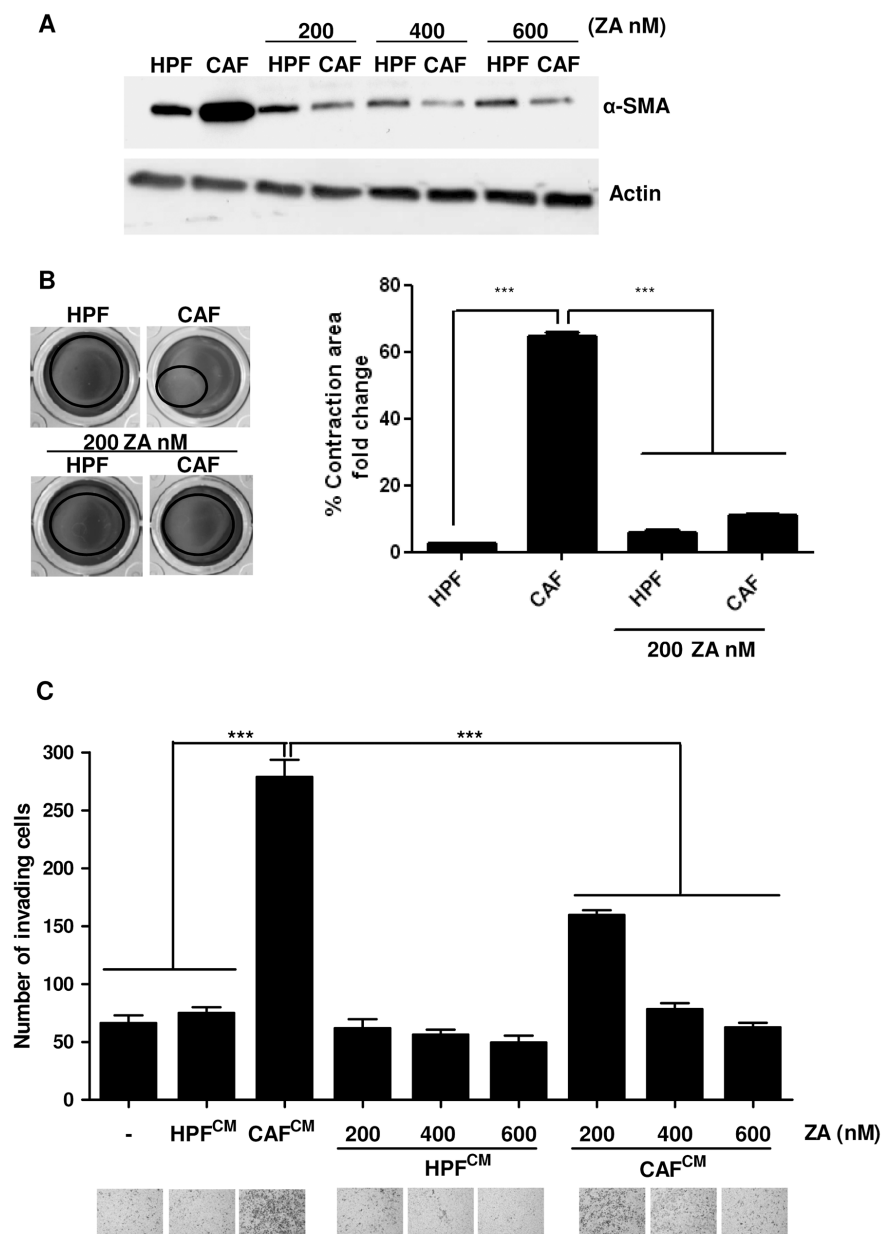 A
200 400 600 (ZA nM)
HPF CAF HPF CAF HPF CAF HPF CAF
α-SMA
Actin
B
HPF CAF
200 ZA nM
HPF CAF
80
60
40
20
0
% Contraction area
fold change
*** ***
HPF CAF HPF CAF
200 ZA nM
C
*** ***
300
250
200
150
100
50
0
Number of invading cells
- HPF^CM CAF^CM 200 400 600 200 400 600 ZA (nM)
HPF^CM CAF^CM